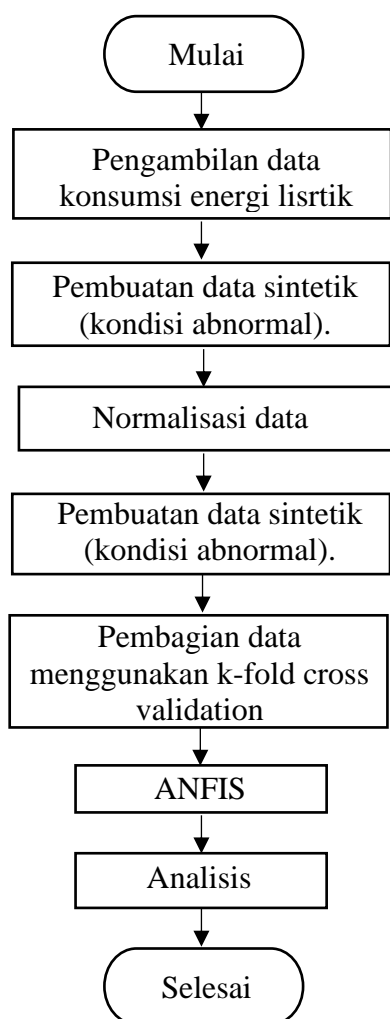 Mulai
Pengambilan data
konsumsi energi lisrtik
Pembuatan data sintetik
(kondisi abnormal).
Normalisasi data
Pembuatan data sintetik
(kondisi abnormal).
Pembagian data
menggunakan k-fold cross
validation
ANFIS
Analisis
Selesai